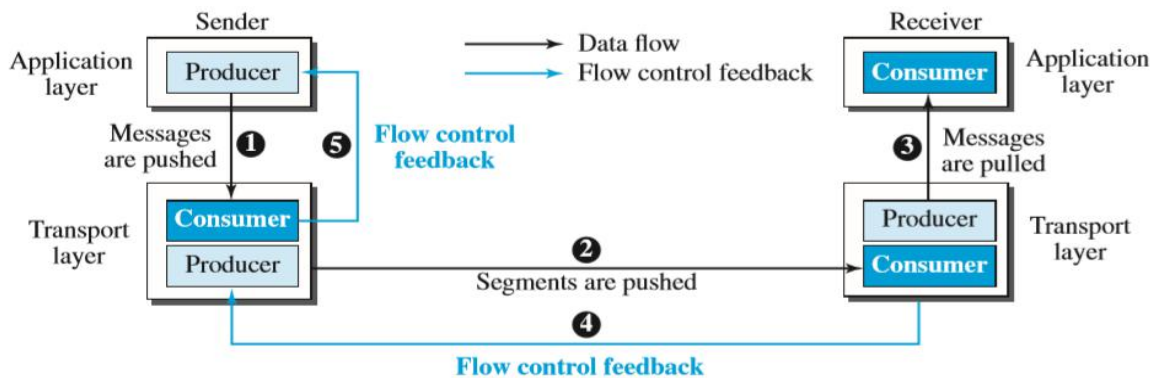 Sender
Receiver
Data flow
Flow control feedback
Application
layer
Producer
Consumer
Application
layer
Messages
are pushed
1
5
Flow control
feedback
3
Messages
are pulled
Transport
layer
Consumer
Producer
2
Segments are pushed
Producer
Consumer
Transport
layer
4
Flow control feedback